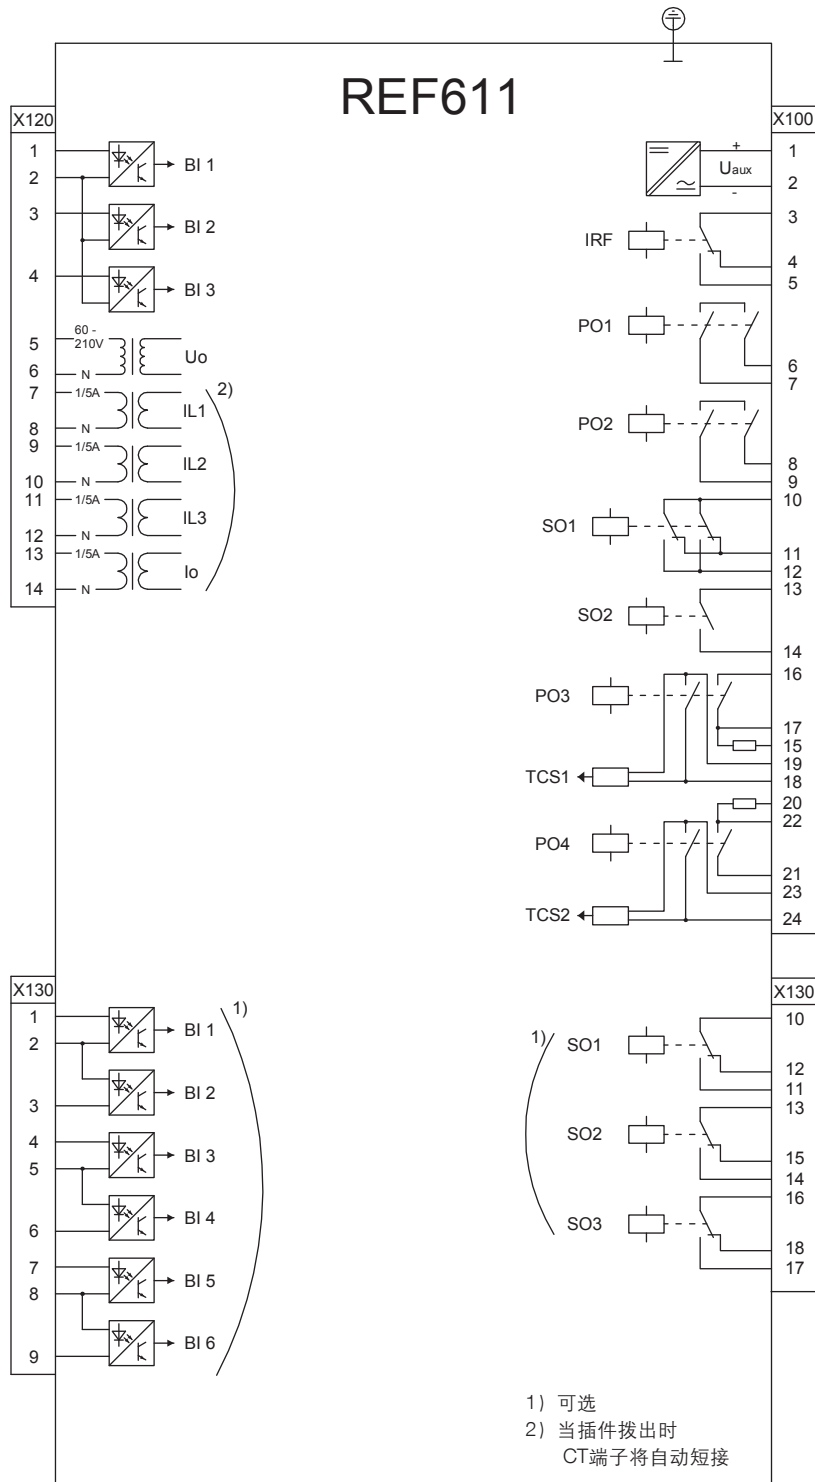 REF611
X120
1
2
BI 1
3
BI 2
4
BI 3
5
60 -
210V
Uo
6
N
7
1/5A
2)
IL1
8
N
9
1/5A
IL2
10
N
11
1/5A
IL3
12
N
13
1/5A
Io
14
N
X100
+
1
Uaux
-
2
3
IRF
4
5
PO1
6
7
PO2
8
9
10
SO1
11
12
13
SO2
14
16
PO3
17
15
19
TCS1
18
20
22
PO4
21
23
TCS2
24
X130
1
1)
BI 1
2
BI 2
3
4
BI 3
5
BI 4
6
7
BI 5
8
BI 6
9
X130
10
1)
SO1
12
11
13
SO2
15
14
16
SO3
18
17
1) 可选
2) 当插件拨出时
CT端子将自动短接